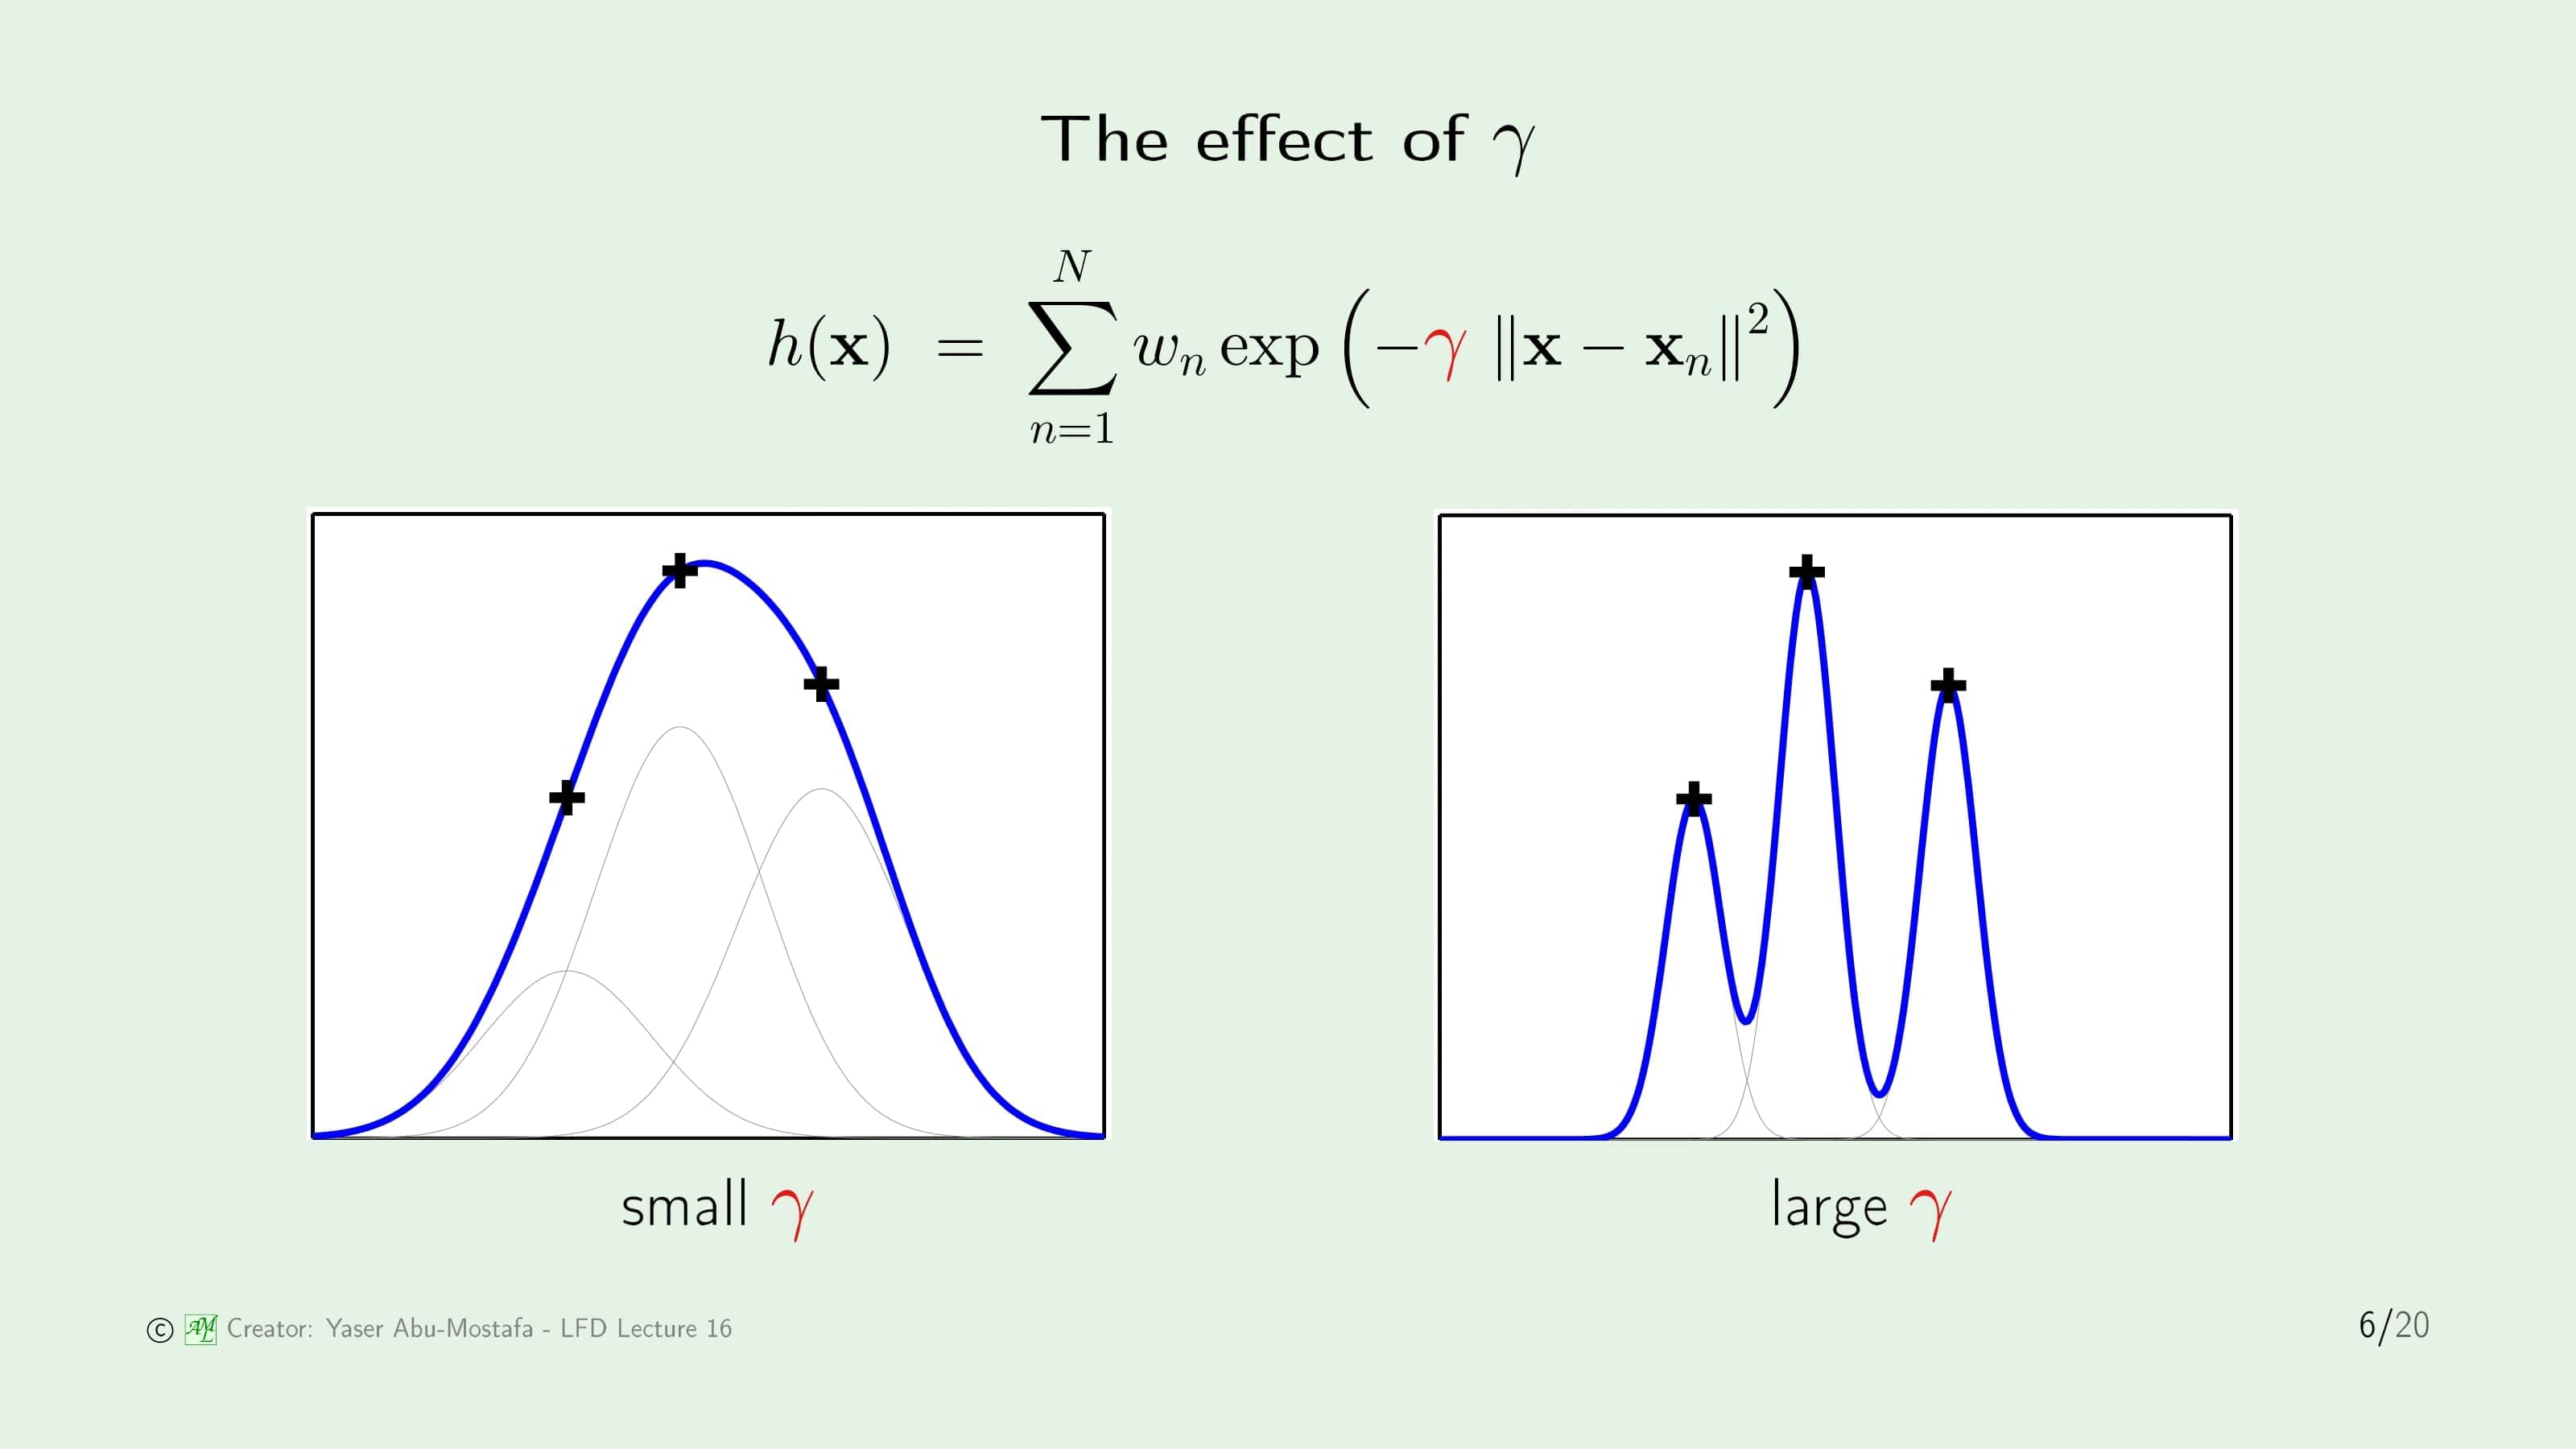 The effect of γ
h(x) = ∑_{n=1}^{N} w_n exp (−γ ‖x − x_n‖²)
small γ
large γ
© AML Creator: Yaser Abu-Mostafa - LFD Lecture 16
6/20